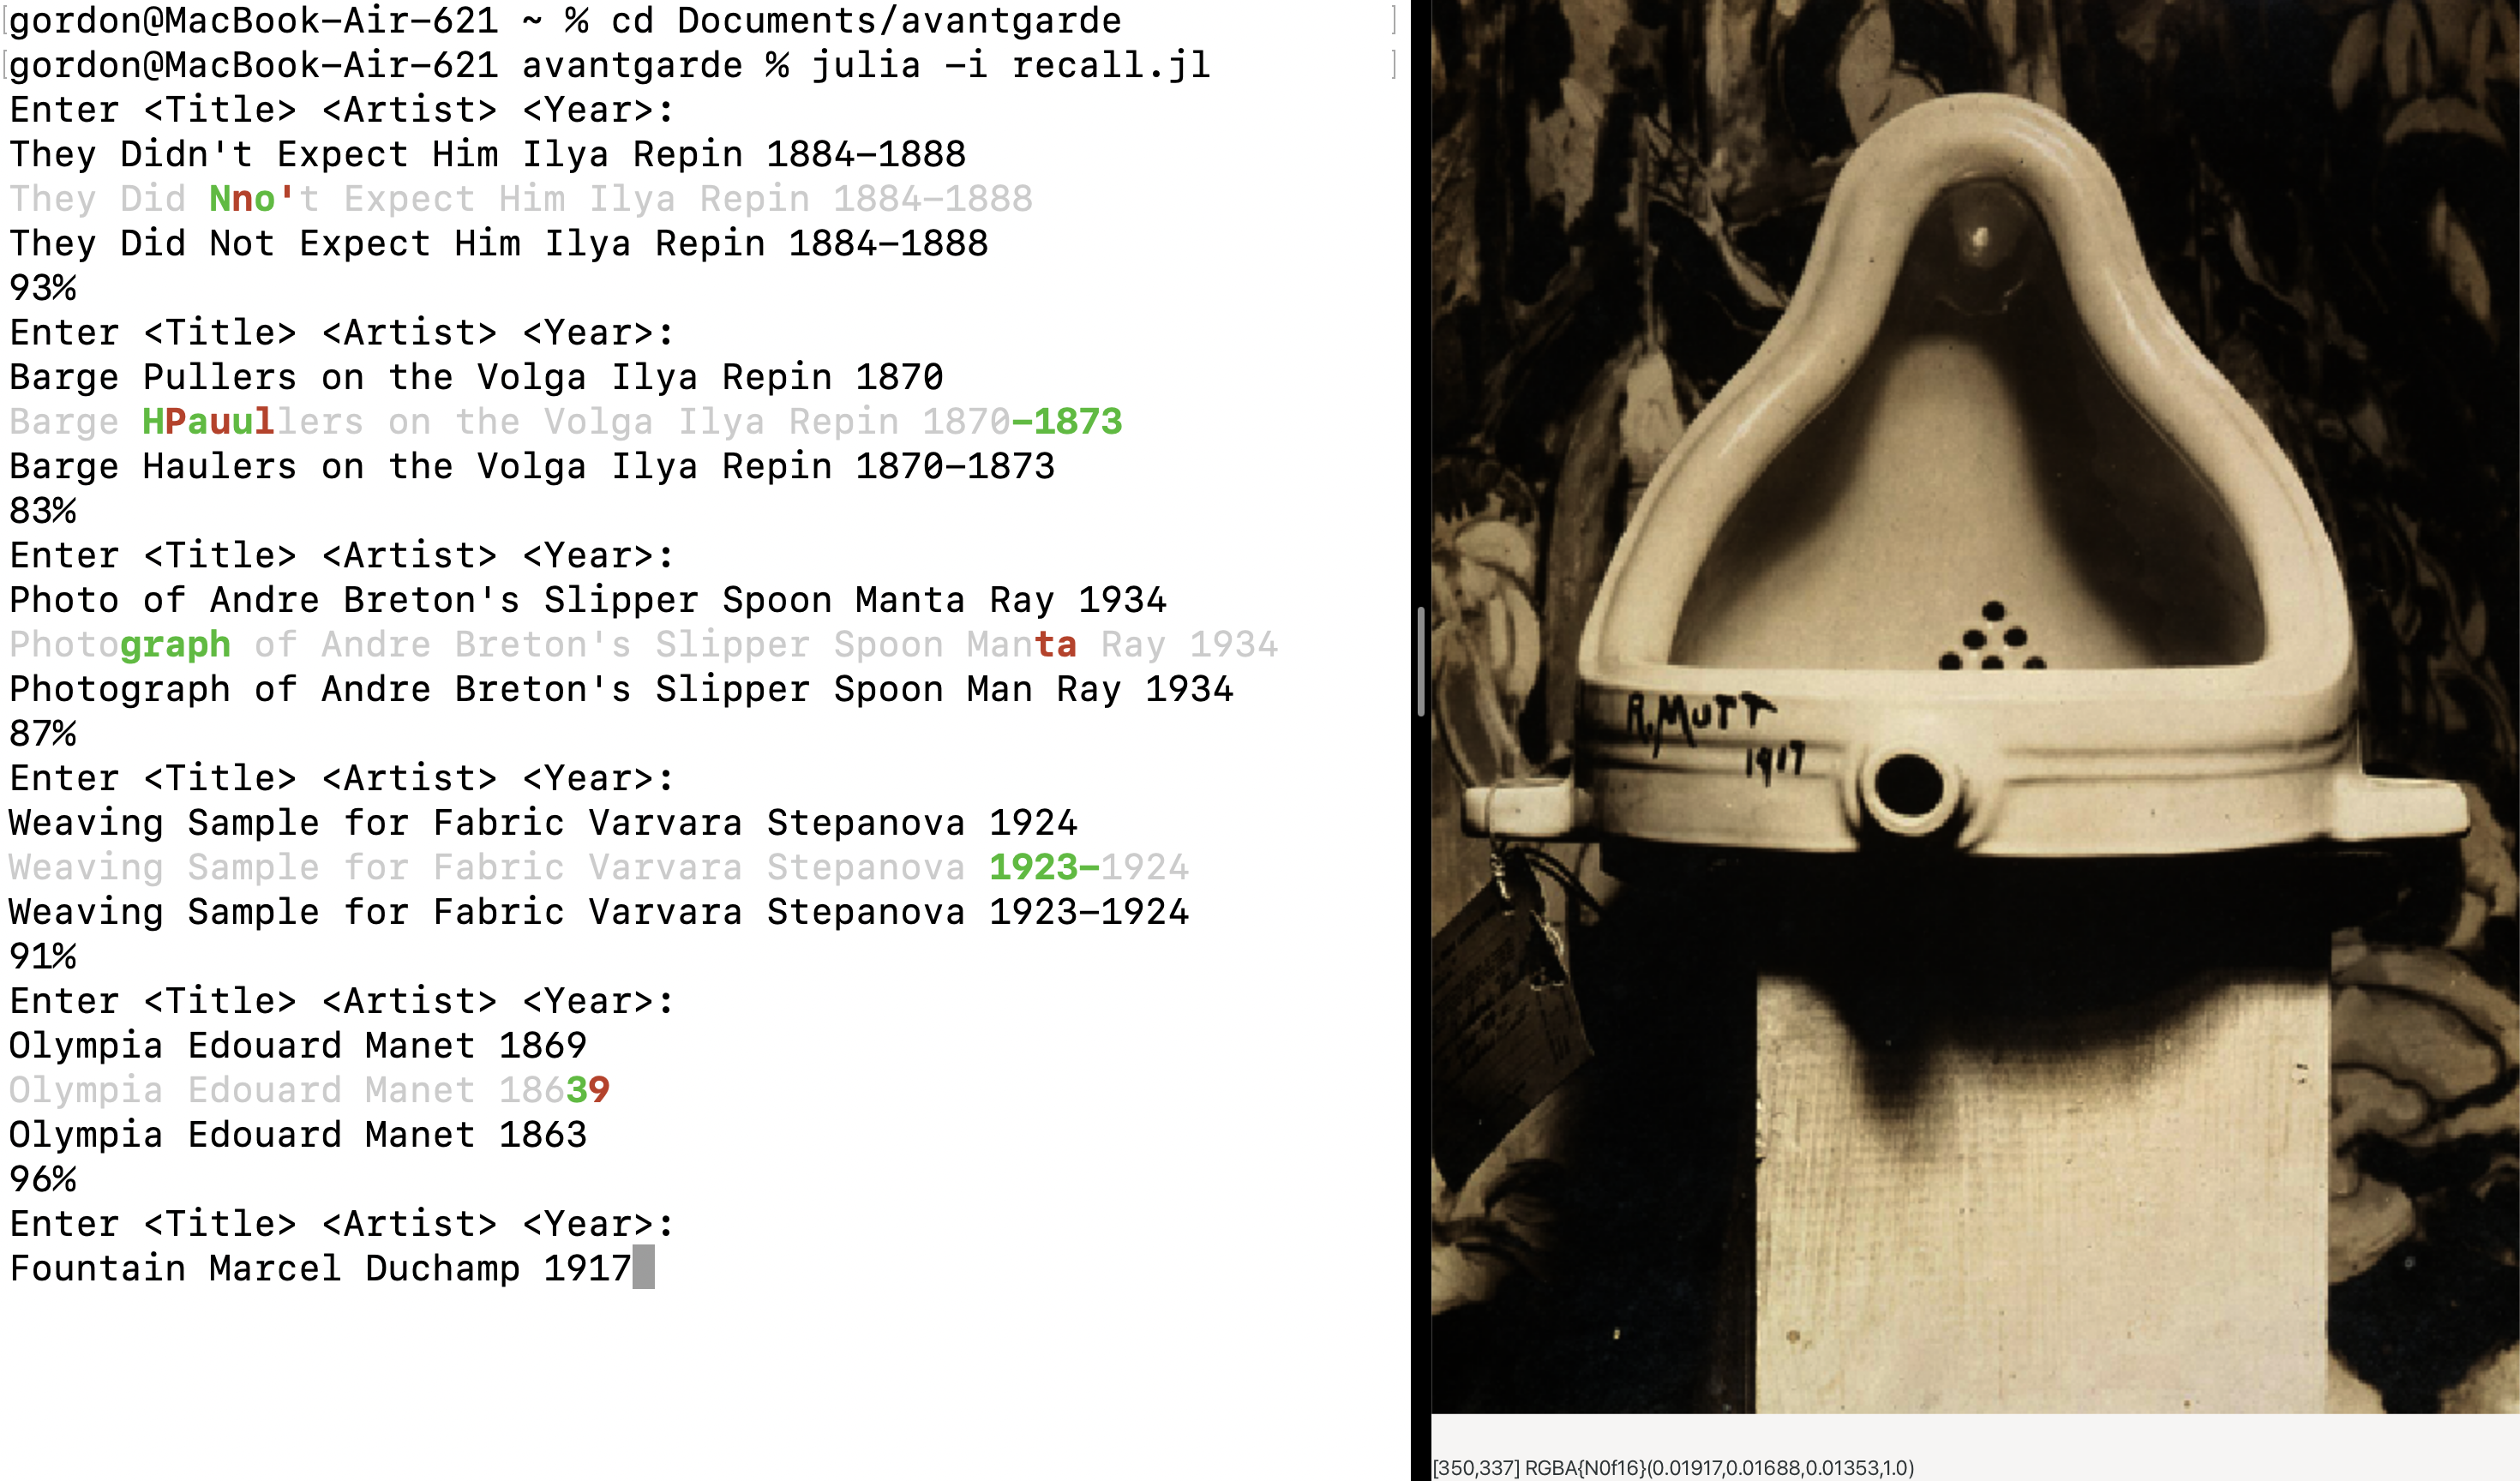 gordon@MacBook-Air-621 ~ % cd Documents/avantgarde
gordon@MacBook-Air-621 avantgarde % julia -i recall.jl
Enter <Title> <Artist> <Year>:
They Didn't Expect Him Ilya Repin 1884-1888
They Did Nno't Expect Him Ilya Repin 1884-1888
They Did Not Expect Him Ilya Repin 1884-1888
93%
Enter <Title> <Artist> <Year>:
Barge Pullers on the Volga Ilya Repin 1870
Barge HPauullers on the Volga Ilya Repin 1870-1873
Barge Haulers on the Volga Ilya Repin 1870-1873
83%
Enter <Title> <Artist> <Year>:
Photo of Andre Breton's Slipper Spoon Manta Ray 1934
Photograph of Andre Breton's Slipper Spoon Manta Ray 1934
Photograph of Andre Breton's Slipper Spoon Man Ray 1934
87%
Enter <Title> <Artist> <Year>:
Weaving Sample for Fabric Varvara Stepanova 1924
Weaving Sample for Fabric Varvara Stepanova 1923-1924
Weaving Sample for Fabric Varvara Stepanova 1923-1924
91%
Enter <Title> <Artist> <Year>:
Olympia Edouard Manet 1869
Olympia Edouard Manet 18639
Olympia Edouard Manet 1863
96%
Enter <Title> <Artist> <Year>:
Fountain Marcel Duchamp 1917
R.MUTT
1917
[350,337] RGBA{N0f16}(0.01917,0.01688,0.01353,1.0)